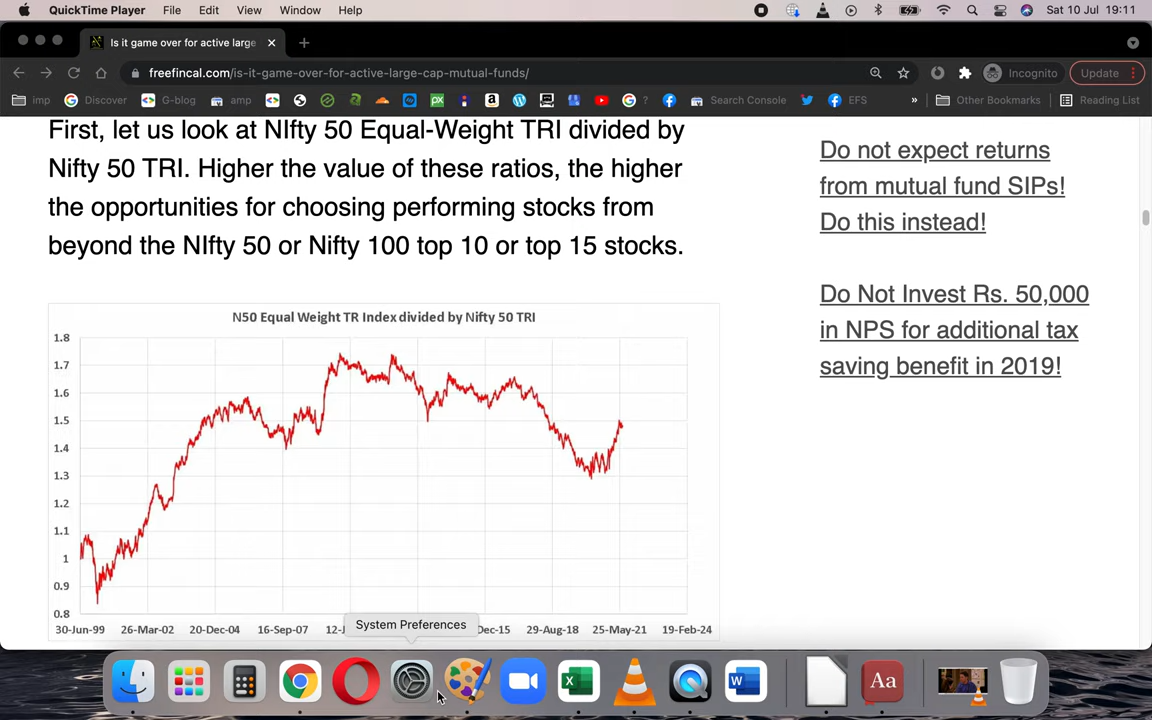 QuickTime Player File Edit View Window Help Sat 10 Jul 19:11
Is it game over for active large
freefincal.com/is-it-game-over-for-active-large-cap-mutual-funds/ Incognito Update
imp Discover G-blog amp ? Search Console EFS » Other Bookmarks Reading List
First, let us look at NIfty 50 Equal-Weight TRI divided by
Nifty 50 TRI. Higher the value of these ratios, the higher
the opportunities for choosing performing stocks from
beyond the NIfty 50 or Nifty 100 top 10 or top 15 stocks.
Do not expect returns
from mutual fund SIPs!
Do this instead!
Do Not Invest Rs. 50,000
in NPS for additional tax
saving benefit in 2019!
N50 Equal Weight TR Index divided by Nifty 50 TRI
1.8
1.7
1.6
1.5
1.4
1.3
1.2
1.1
1
0.9
0.8
30-Jun-99 26-Mar-02 20-Dec-04 16-Sep-07 Dec-15 29-Aug-18 25-May-21 19-Feb-24
System Preferences
Aa